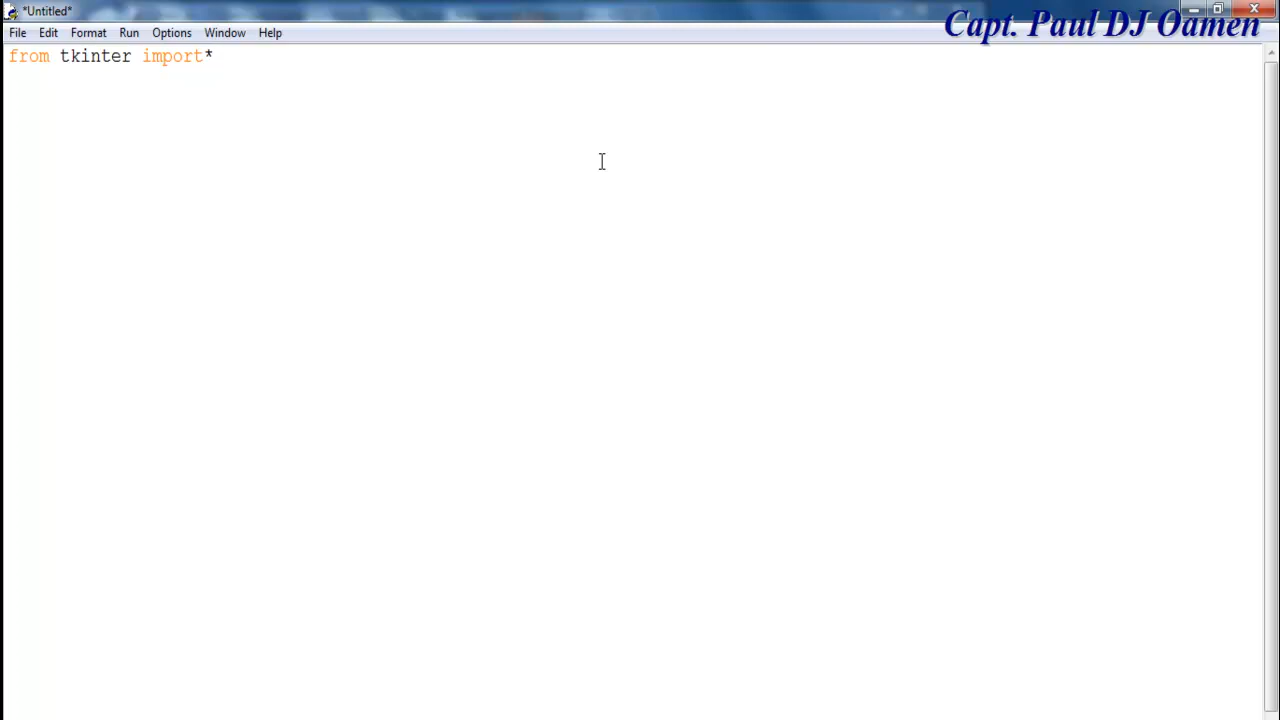 *Untitled*
Capt. Paul DJ Oamen
File Edit Format Run Options Window Help
from tkinter import*